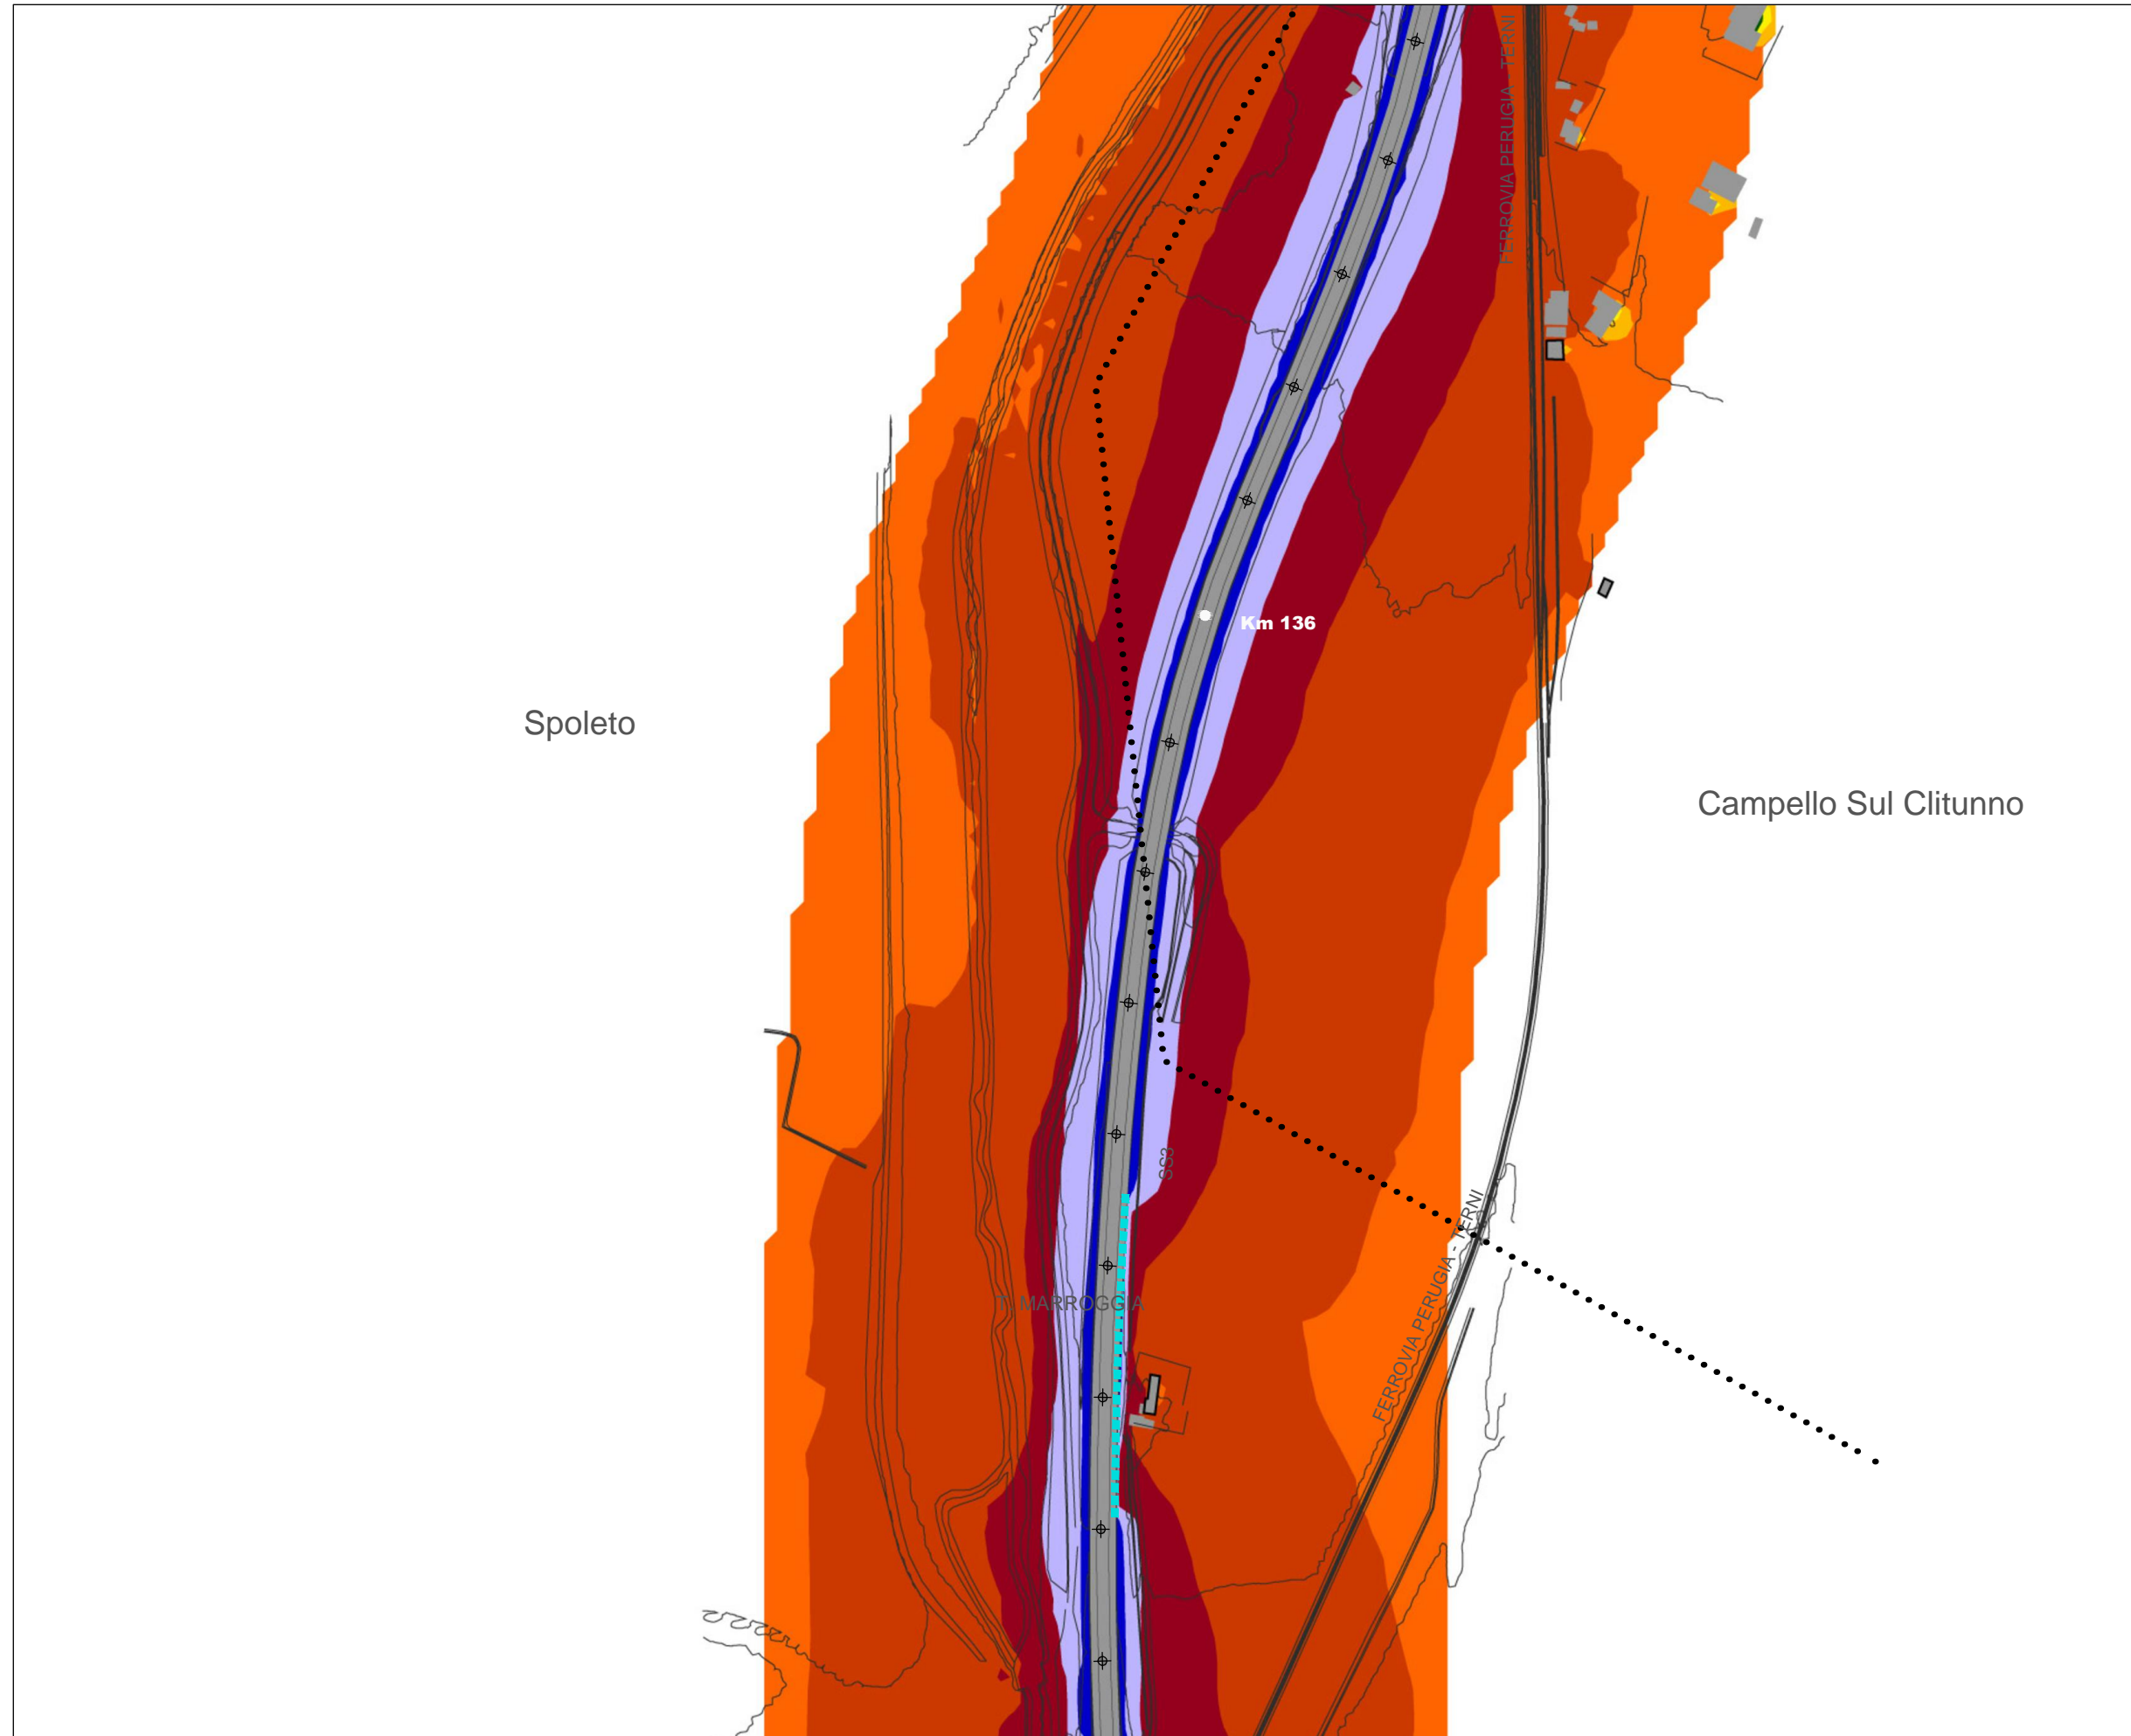 FERROVIA PERUGIA - TERNI
Km 136
Spoleto
Campello Sul Clitunno
SS3
FERROVIA PERUGIA - TERNI
T. MARROGGIA